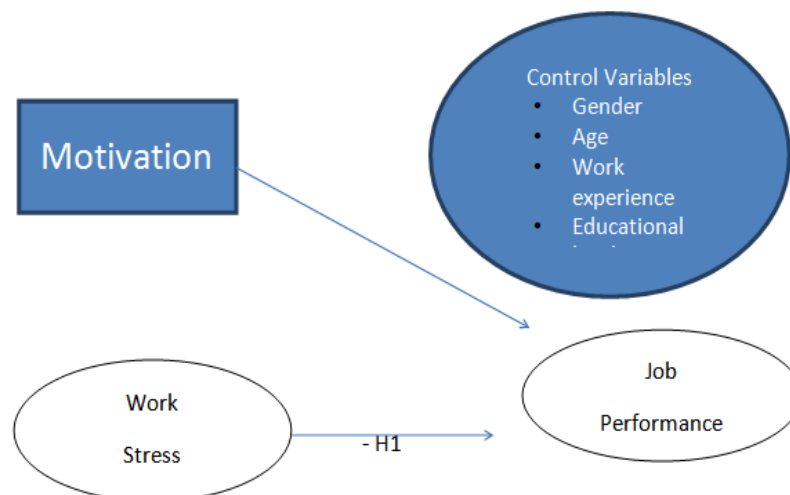 Motivation
Control Variables
• Gender
• Age
• Work
experience
• Educational
Work
Stress
- H1
Job
Performance